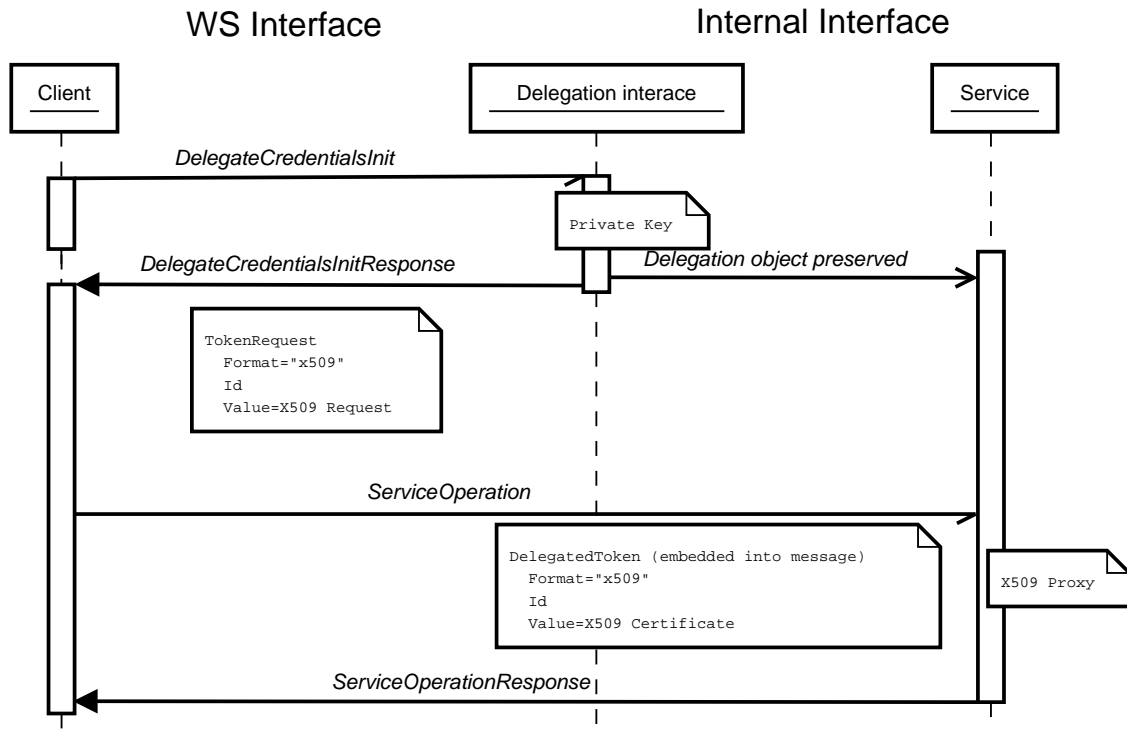 WS Interface
Internal Interface
Client
Delegation interace
Service
DelegateCredentialsInit
Private Key
DelegateCredentialsInitResponse
Delegation object preserved
TokenRequest
Format="x509"
Id
Value=X509 Request
ServiceOperation
DelegatedToken (embedded into message)
Format="x509"
Id
Value=X509 Certificate
X509 Proxy
ServiceOperationResponse